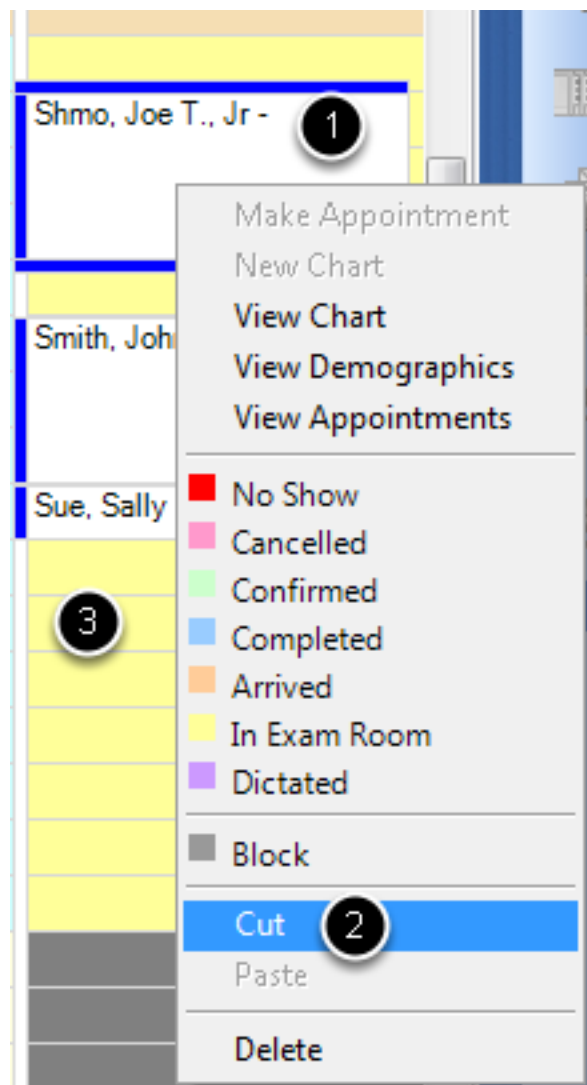 Shmo, Joe T., Jr -
1
Make Appointment
New Chart
View Chart
Smith, Joh
View Demographics
View Appointments
No Show
Sue, Sally
Cancelled
Confirmed
3
Completed
Arrived
In Exam Room
Dictated
Block
Cut
2
Paste
Delete